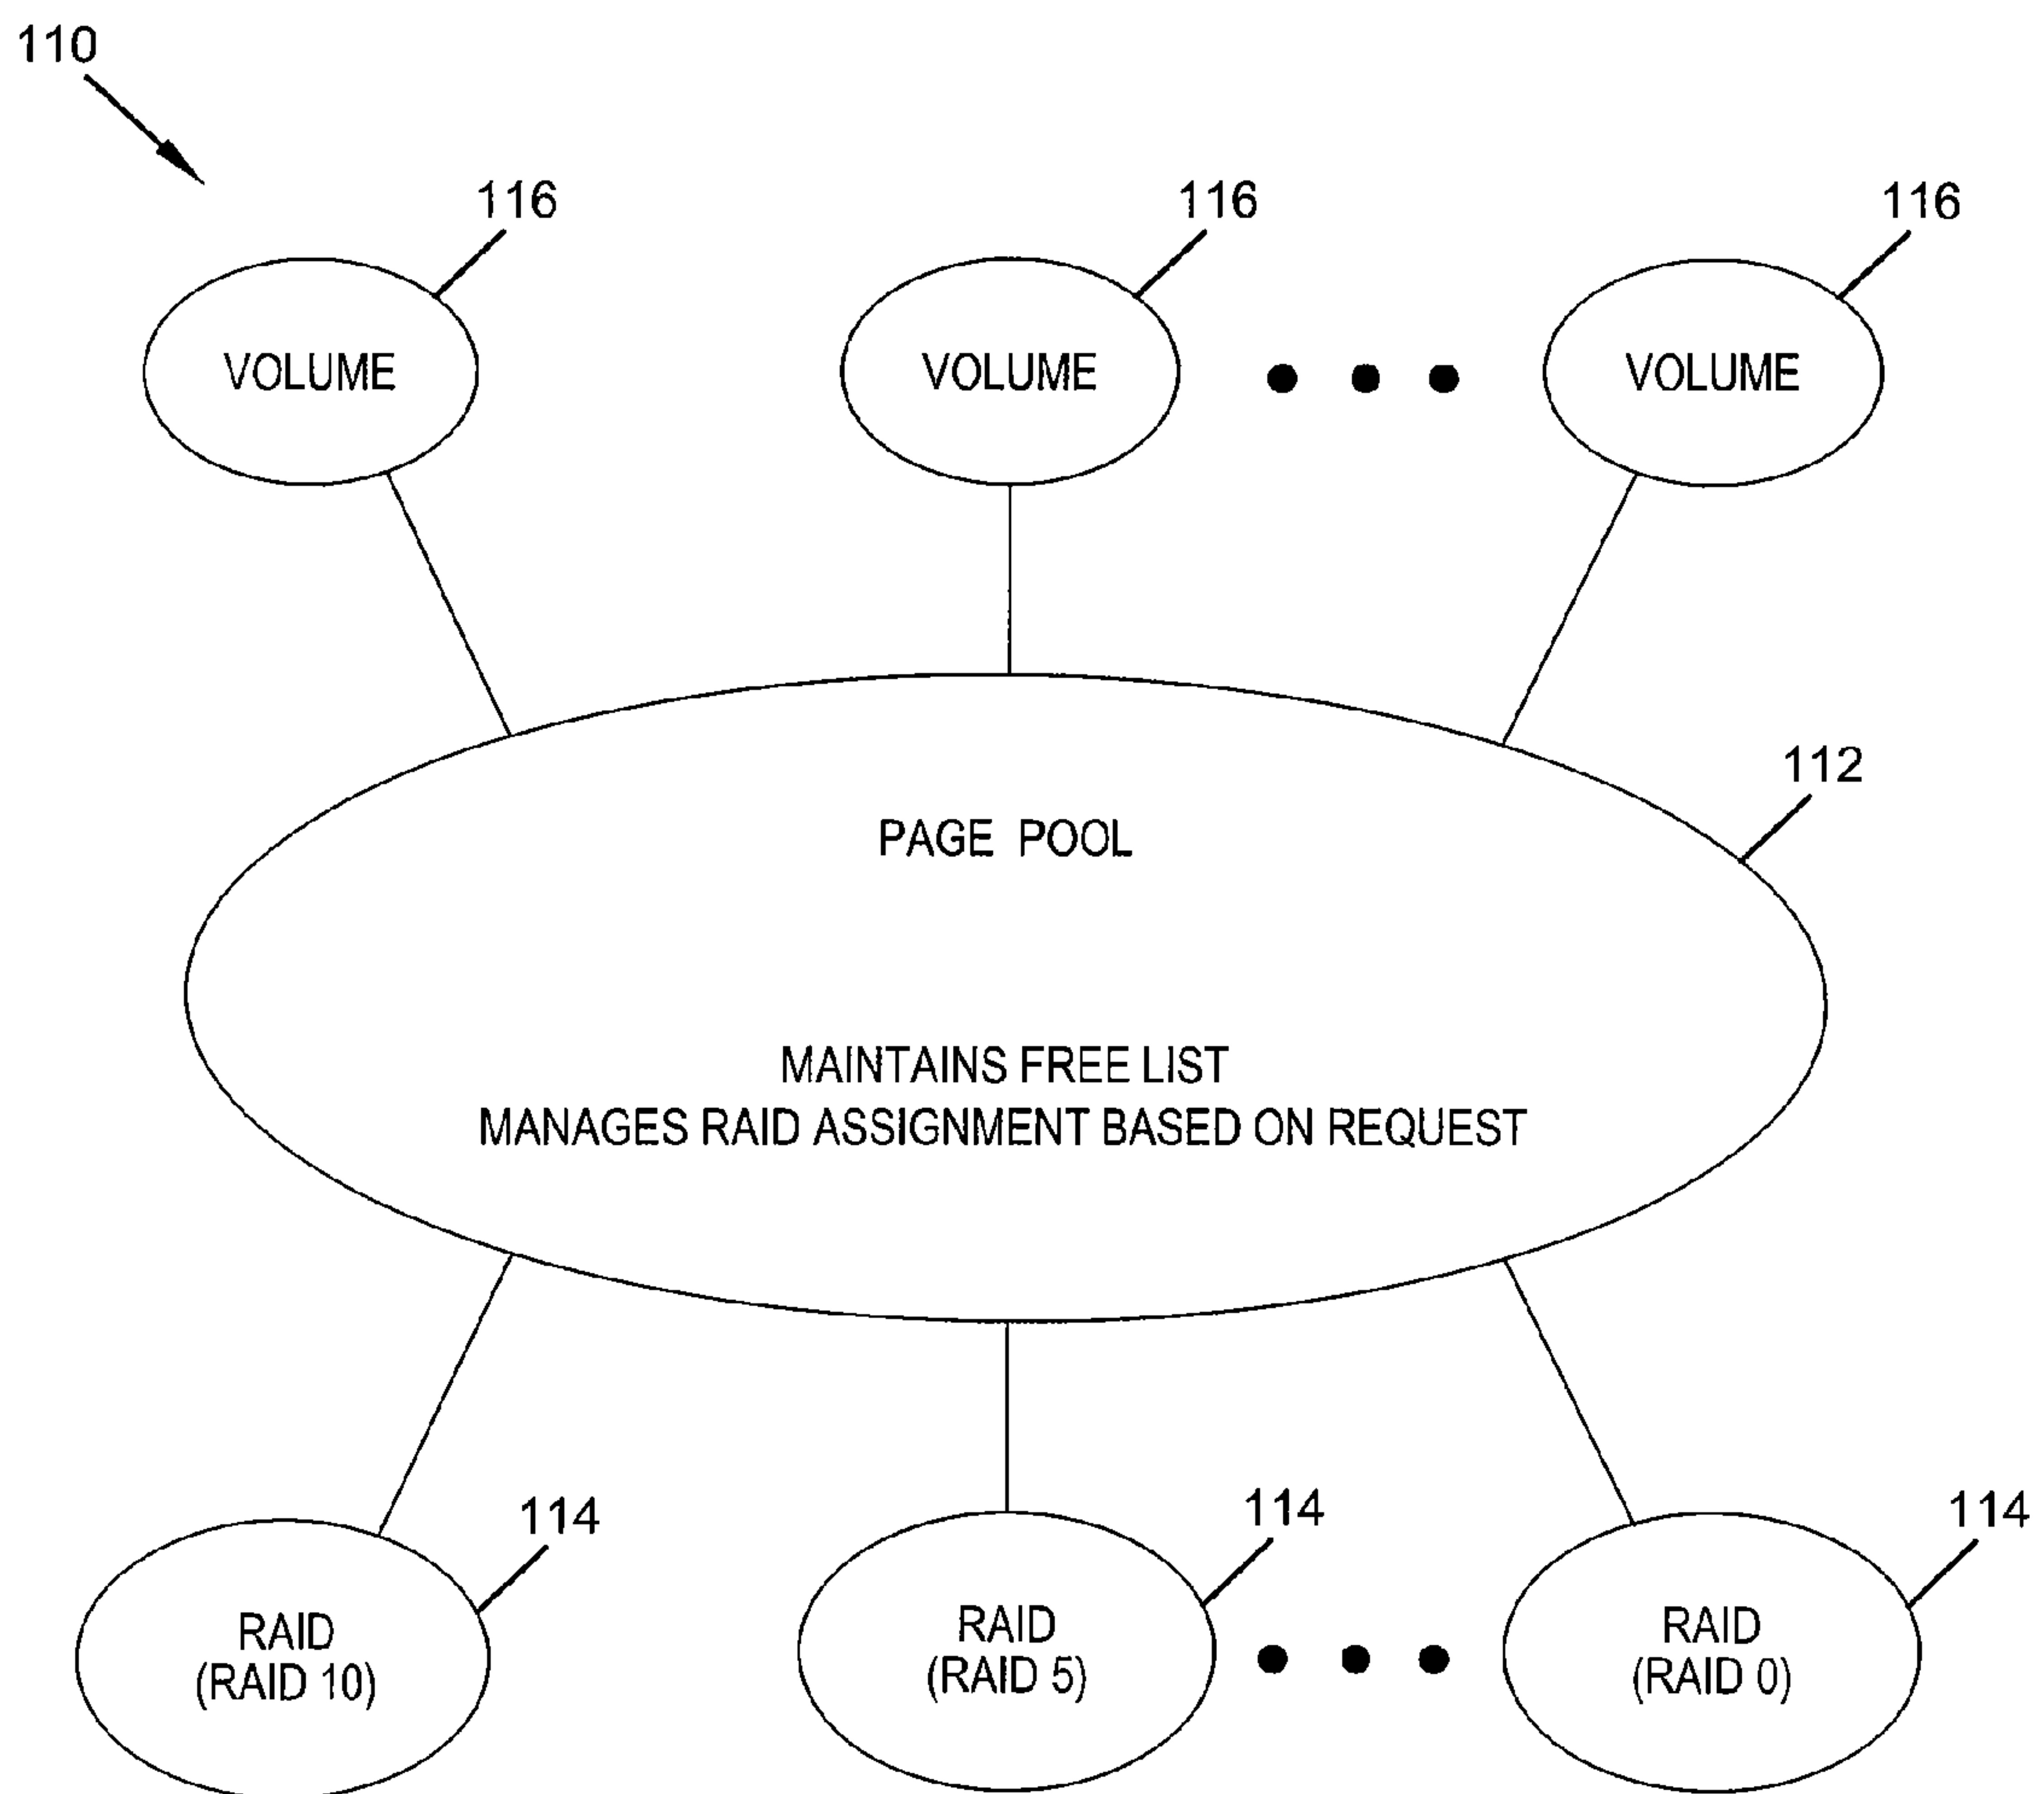 110
116
116
116
VOLUME
VOLUME
VOLUME
112
PAGE POOL
MAINTAINS FREE LIST
MANAGES RAID ASSIGNMENT BASED ON REQUEST
114
114
114
RAID
(RAID 10)
RAID
(RAID 5)
RAID
(RAID 0)